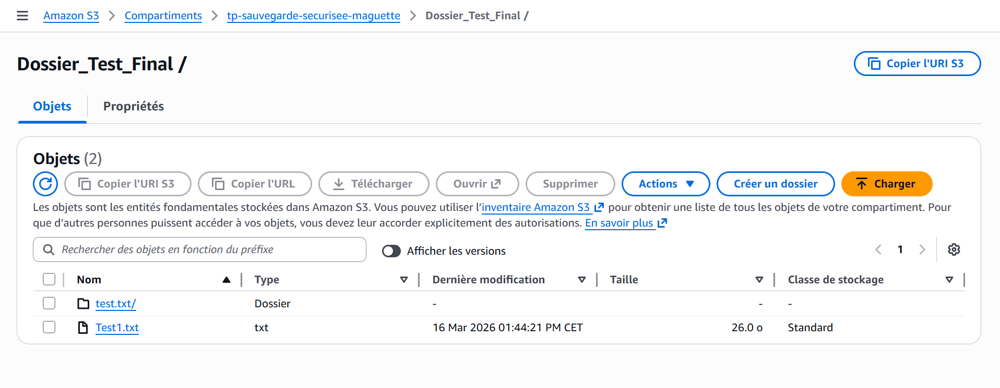 Amazon S3 > Compartiments > tp-sauvegarde-securisee-maguette > Dossier_Test_Final /
Dossier_Test_Final /
Copier l'URI S3
Objets
Propriétés
Objets (2)
Copier l'URI S3
Copier l'URL
Télécharger
Ouvrir
Supprimer
Actions
Créer un dossier
Charger
Les objets sont les entités fondamentales stockées dans Amazon S3. Vous pouvez utiliser l’inventaire Amazon S3 pour obtenir une liste de tous les objets de votre compartiment. Pour
que d’autres personnes puissent accéder à vos objets, vous devez leur accorder explicitement des autorisations. En savoir plus
Rechercher des objets en fonction du préfixe
Afficher les versions
1
Nom Type Dernière modification Taille Classe de stockage
test.txt/ Dossier - - -
Test1.txt txt 16 Mar 2026 01:44:21 PM CET 26.0 o Standard